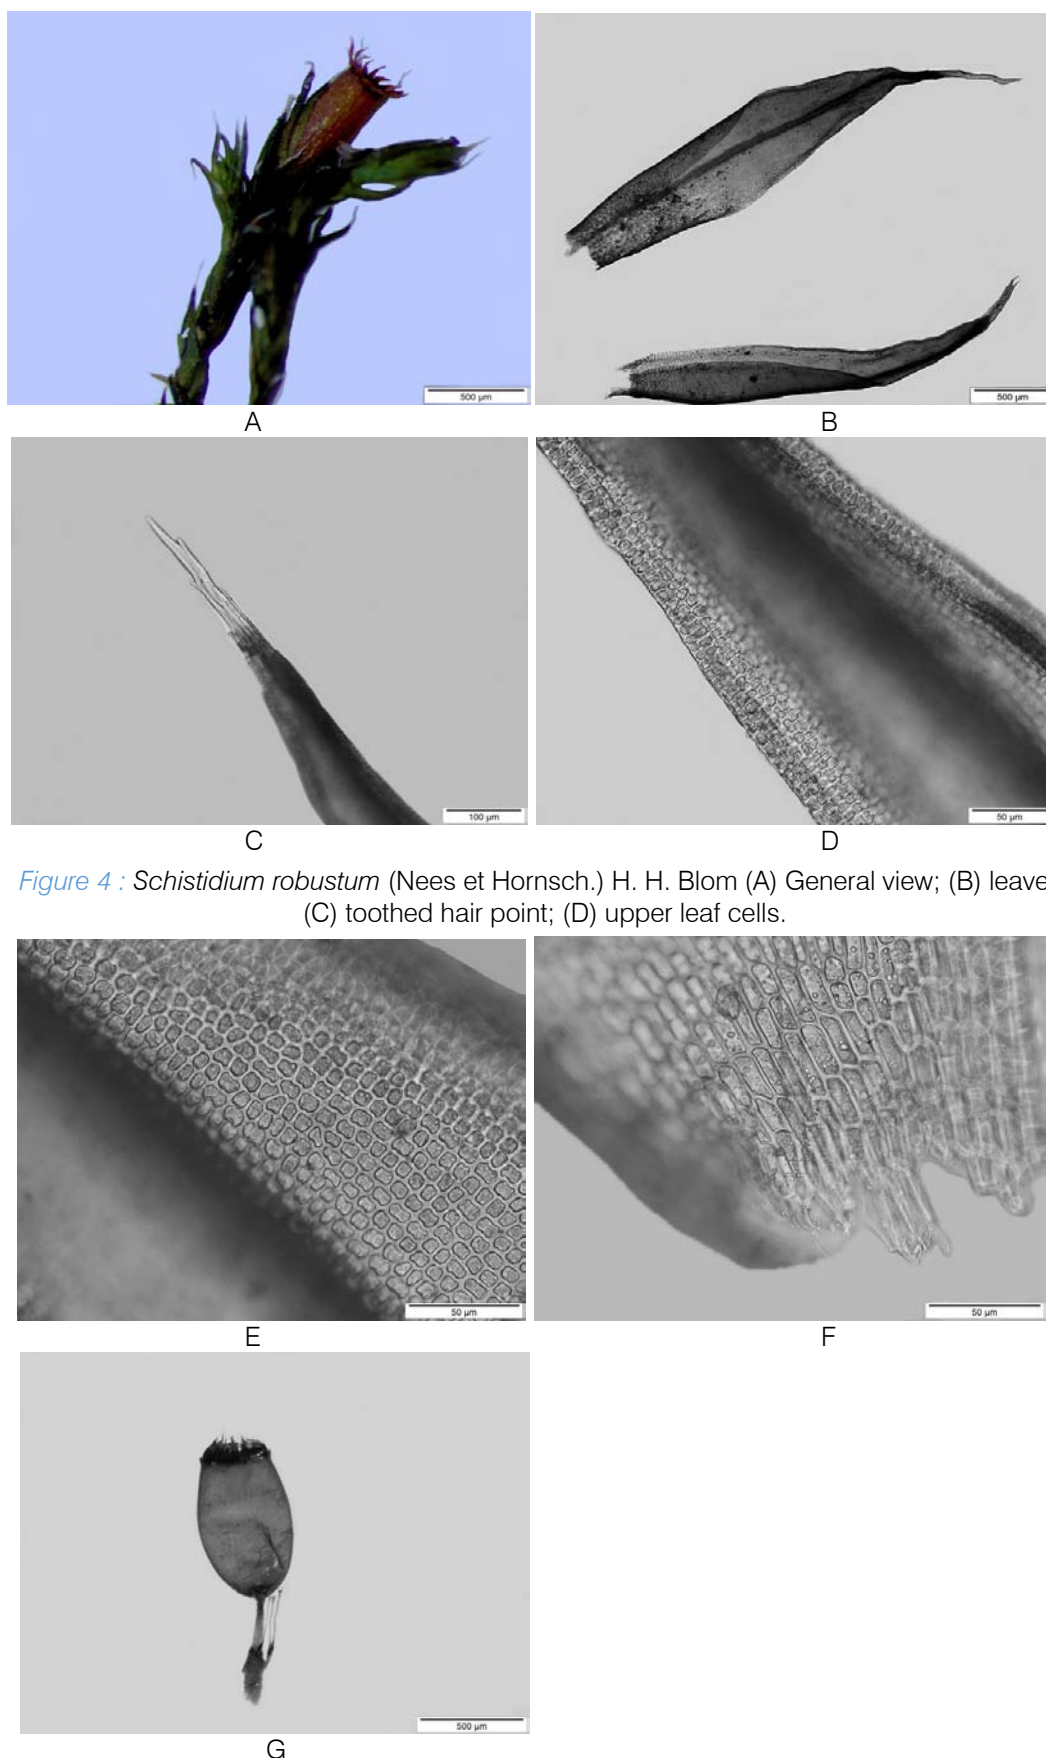 500 µm
500 µm
A
B
100 µm
50 µm
C
D
Figure 4 : Schistidium robustum (Nees et Hornsch.) H. H. Blom (A) General view; (B) leave
(C) toothed hair point; (D) upper leaf cells.
50 µm
50 µm
E
F
500 µm
G